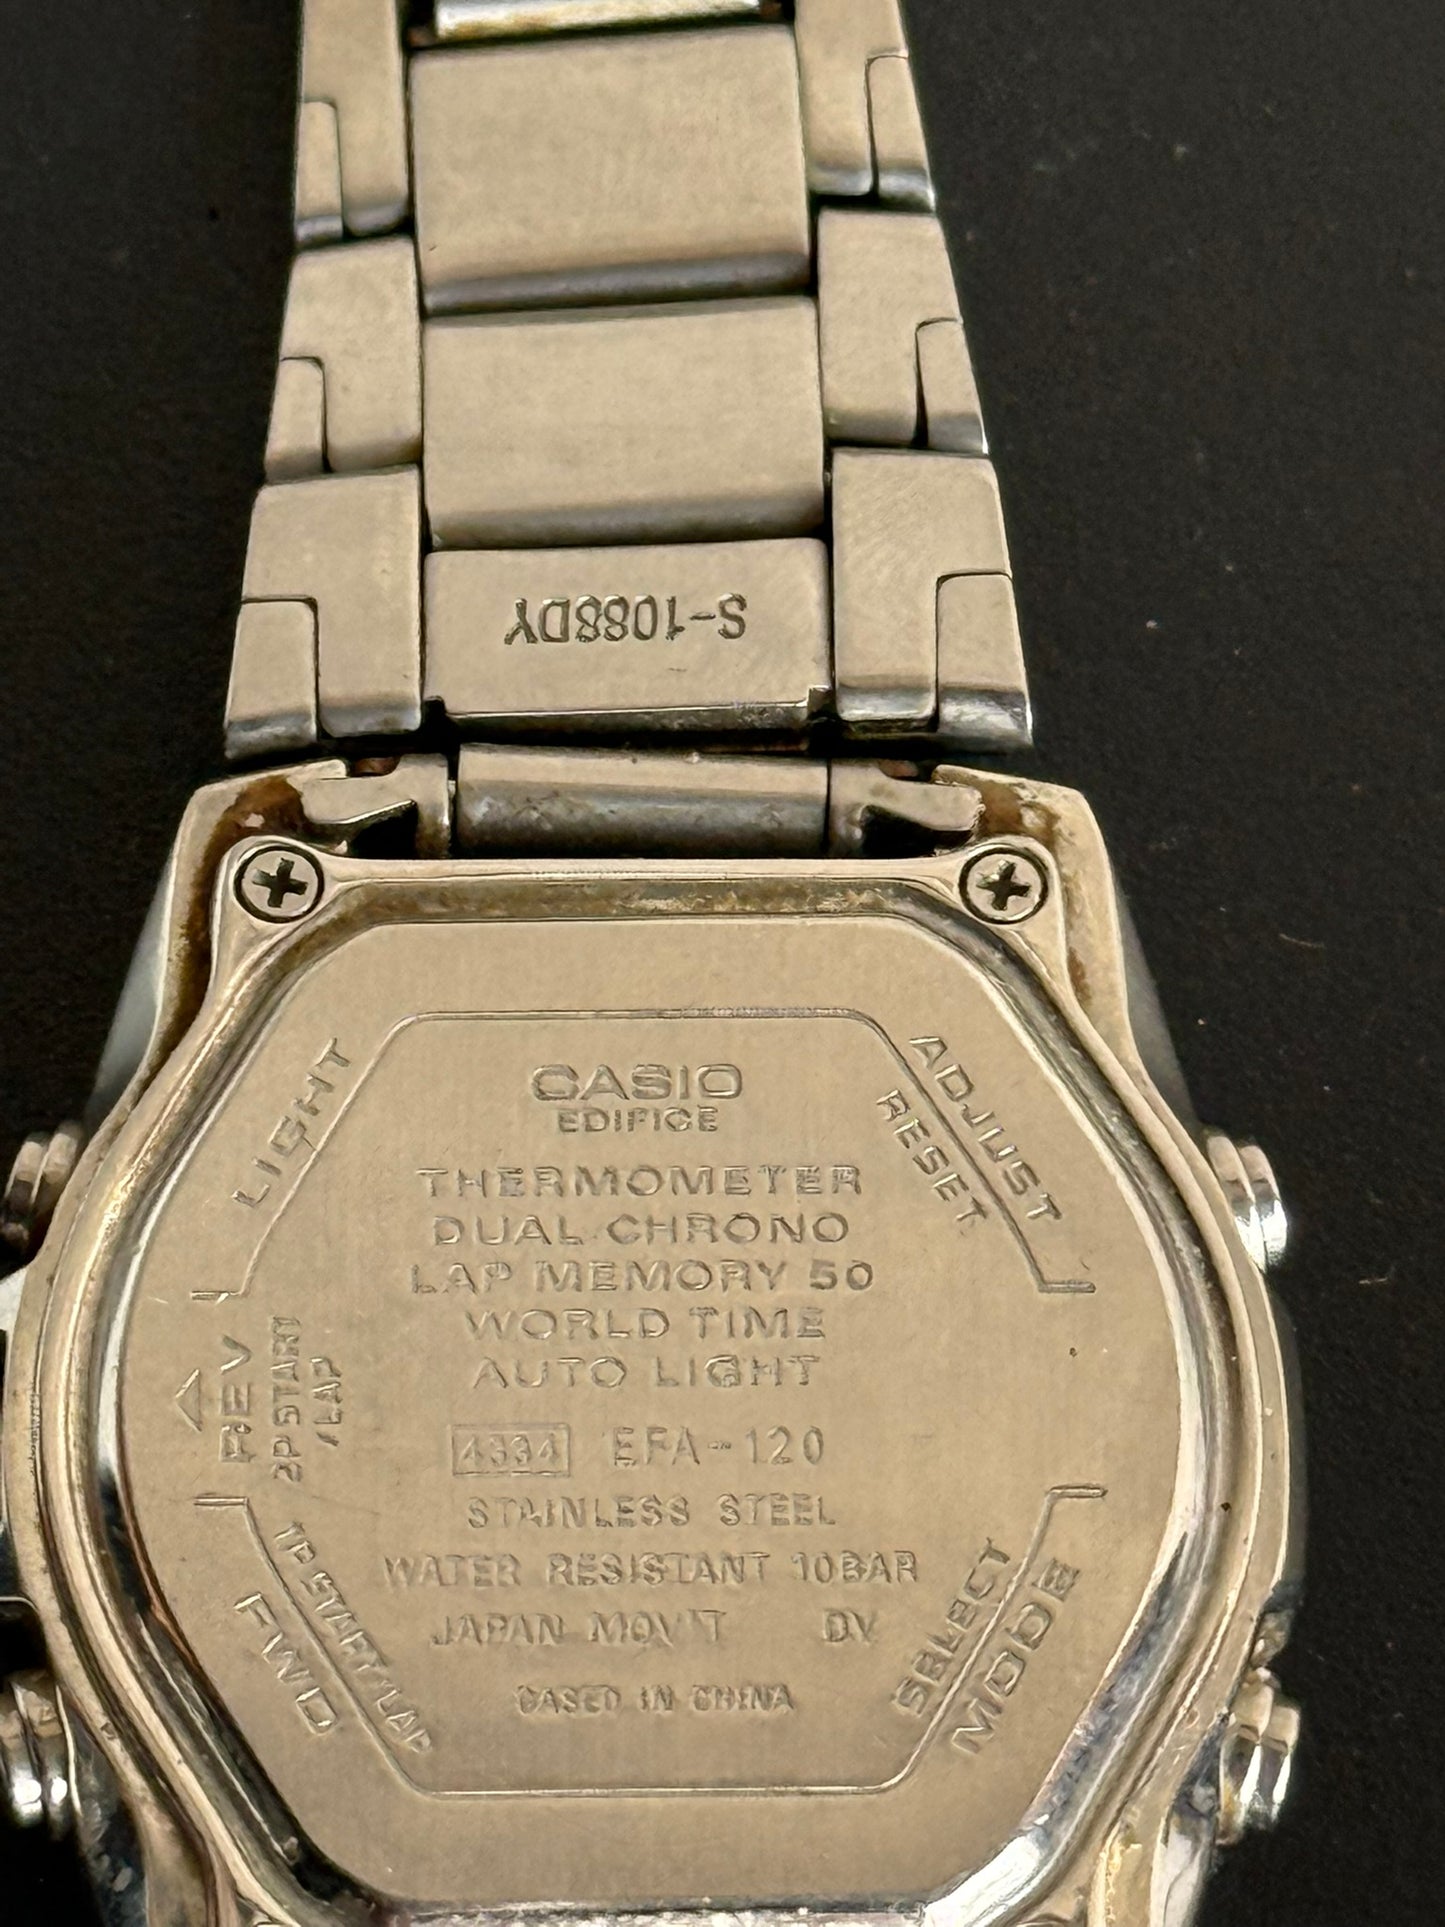 S-1088DY
CASIO
EDIFICE
THERMOMETER
DUAL CHRONO
LAP MEMORY 50
WORLD TIME
AUTO LIGHT
4334 EFA-120
STAINLESS STEEL
WATER RESISTANT 10BAR
JAPAN MOV'T DV
CASED IN CHINA
LIGHT
ADJUST
RESET
REV
2P START
/LAP
1P START/LAP
FWD
SELECT
MODE